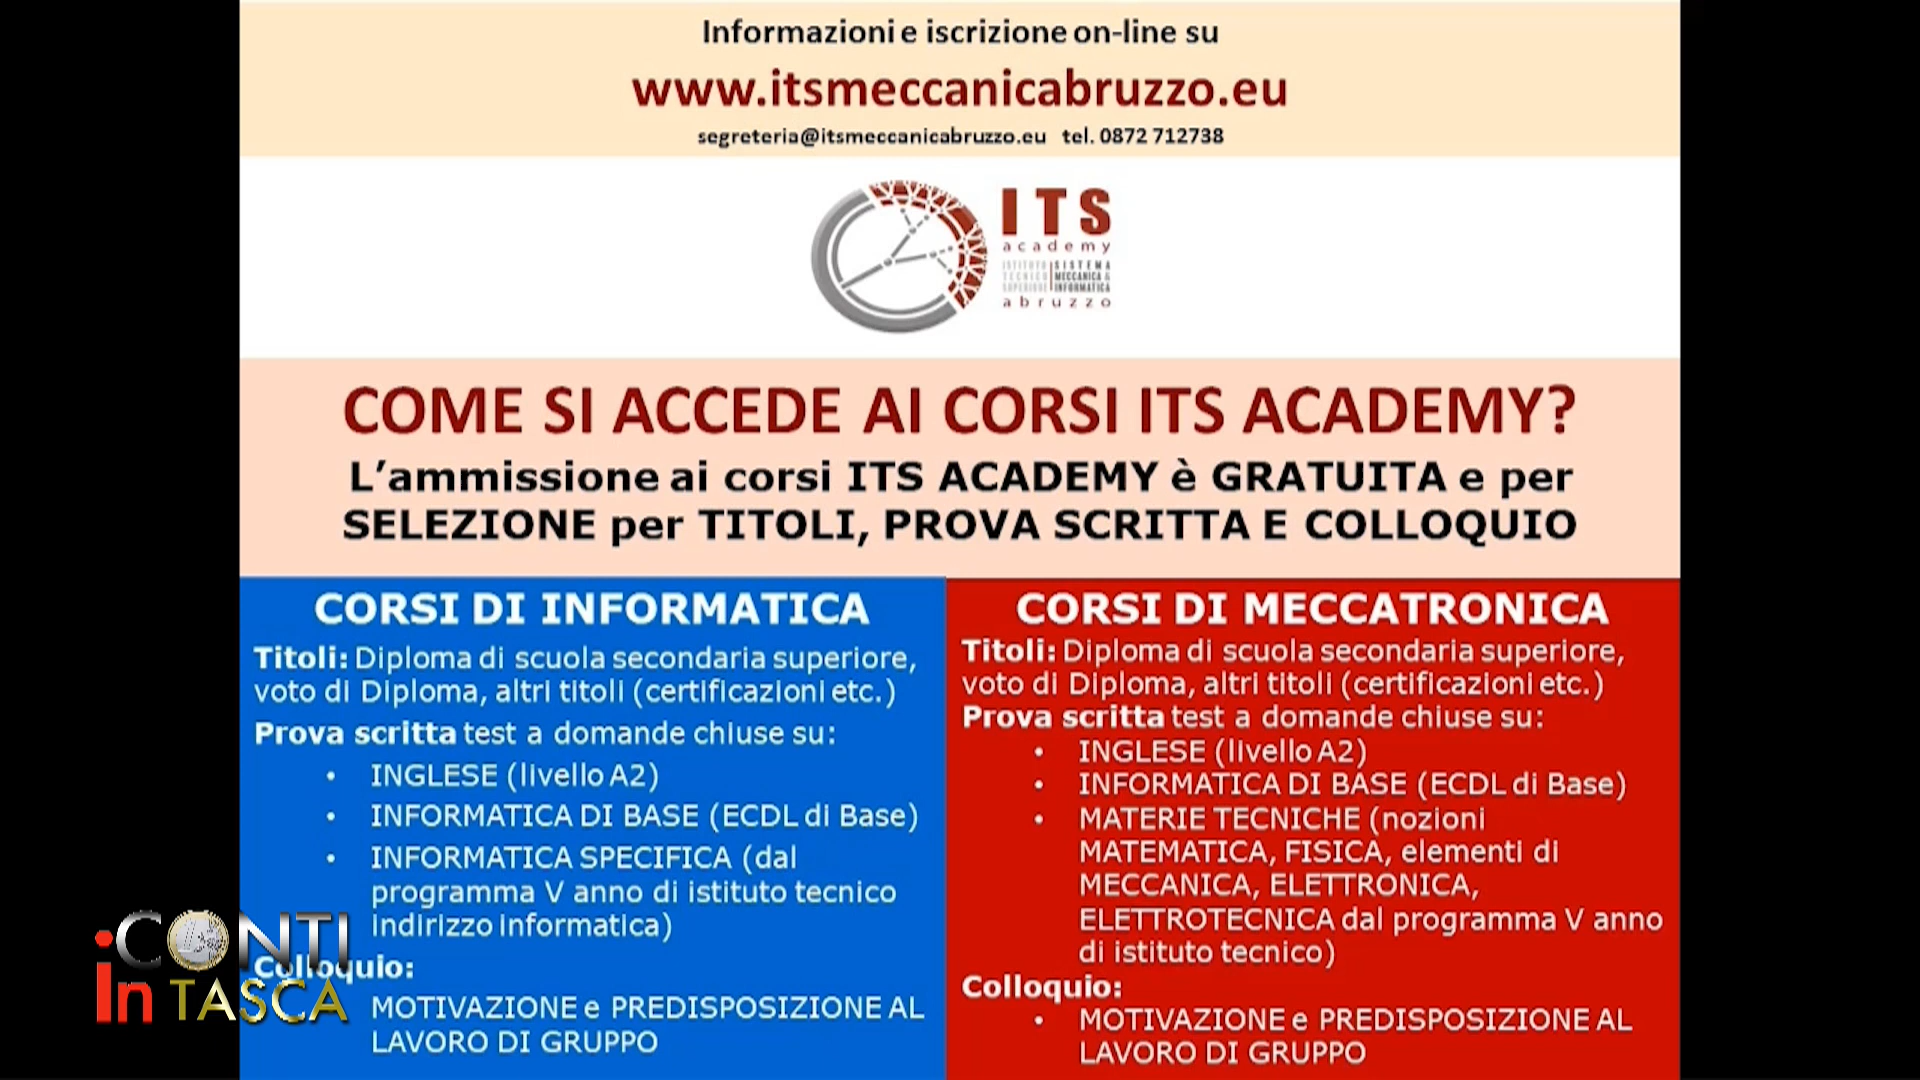 Informazioni e iscrizione on-line su
www.itsmeccanicabruzzo.eu
segreteria@itsmeccanicabruzzo.eu tel. 0872 712738
ITS
academy
ISTITUTO SISTEMA
TECNICO MECCANICA &
SUPERIORE INFORMATICA
abruzzo
COME SI ACCEDE AI CORSI ITS ACADEMY?
L’ammissione ai corsi ITS ACADEMY è GRATUITA e per
SELEZIONE per TITOLI, PROVA SCRITTA E COLLOQUIO
CORSI DI INFORMATICA
Titoli: Diploma di scuola secondaria superiore,
voto di Diploma, altri titoli (certificazioni etc.)
Prova scritta test a domande chiuse su:
• INGLESE (livello A2)
• INFORMATICA DI BASE (ECDL di Base)
• INFORMATICA SPECIFICA (dal
programma V anno di istituto tecnico
indirizzo informatica)
Colloquio:
MOTIVAZIONE e PREDISPOSIZIONE AL
LAVORO DI GRUPPO
CORSI DI MECCATRONICA
Titoli: Diploma di scuola secondaria superiore,
voto di Diploma, altri titoli (certificazioni etc.)
Prova scritta test a domande chiuse su:
• INGLESE (livello A2)
• INFORMATICA DI BASE (ECDL di Base)
• MATERIE TECNICHE (nozioni
MATEMATICA, FISICA, elementi di
MECCANICA, ELETTRONICA,
ELETTROTECNICA dal programma V anno
di istituto tecnico)
Colloquio:
• MOTIVAZIONE e PREDISPOSIZIONE AL
LAVORO DI GRUPPO
i CONTI
In TASCA